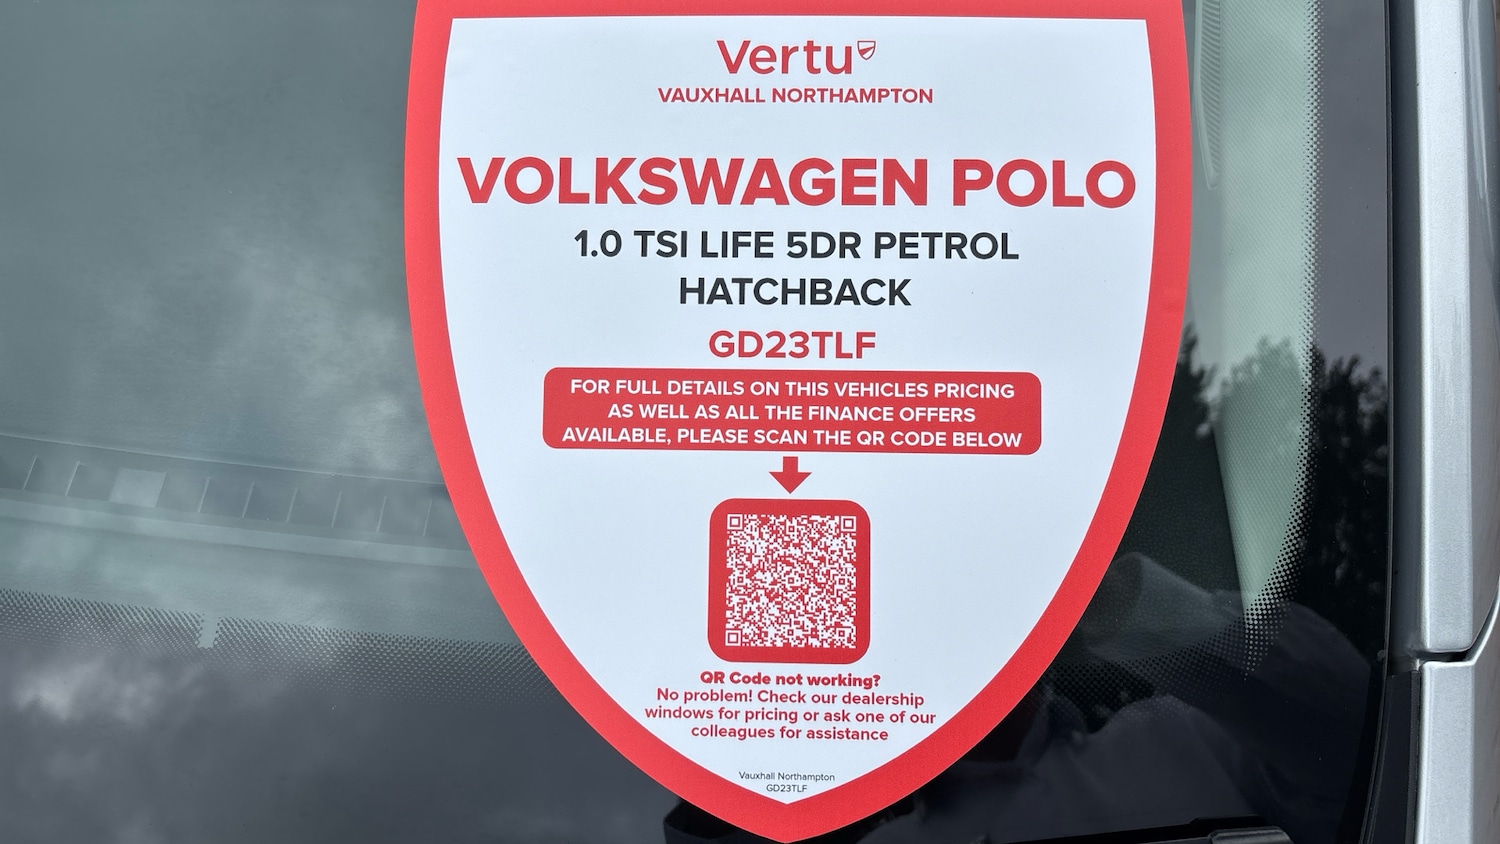 Vertu
VAUXHALL NORTHAMPTON
VOLKSWAGEN POLO
1.0 TSI LIFE 5DR PETROL
HATCHBACK
GD23TLF
FOR FULL DETAILS ON THIS VEHICLES PRICING
AS WELL AS ALL THE FINANCE OFFERS
AVAILABLE, PLEASE SCAN THE QR CODE BELOW
QR Code not working?
No problem! Check our dealership
windows for pricing or ask one of our
colleagues for assistance
Vauxhall Northampton
GD23TLF